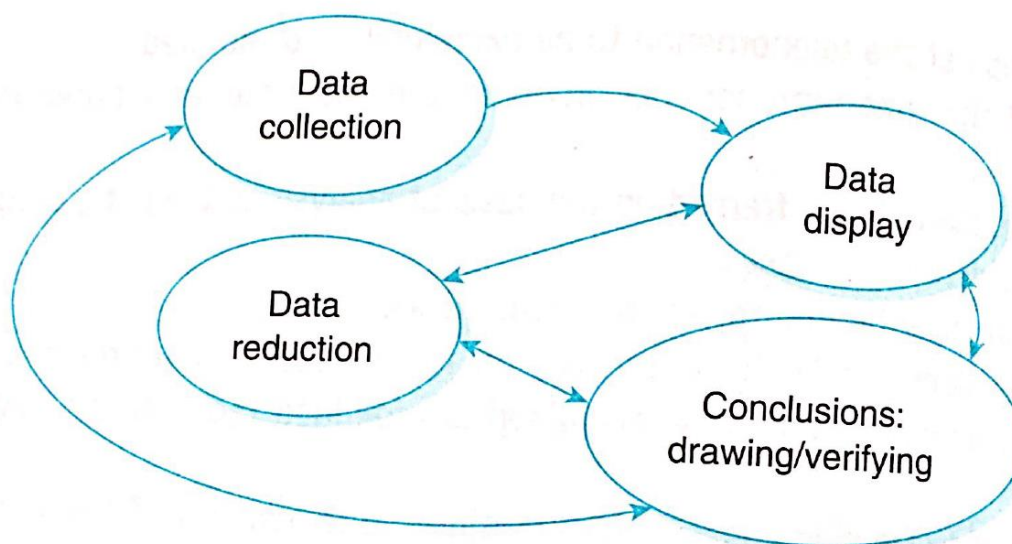 Data
collection
Data
display
Data
reduction
Conclusions:
drawing/verifying